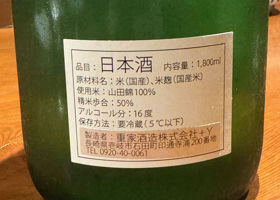 品目：日本酒 内容量：1,800ml
原材料名：米（国産）、米麹（国産米）
使用米：山田錦100%
精米歩合：50%
アルコール分：16度
保存方法：要冷蔵（5℃以下）
製造者：重家酒造株式会社＋Y
長崎県壱岐市石田町印通寺浦200番地
TEL 0920-40-0061